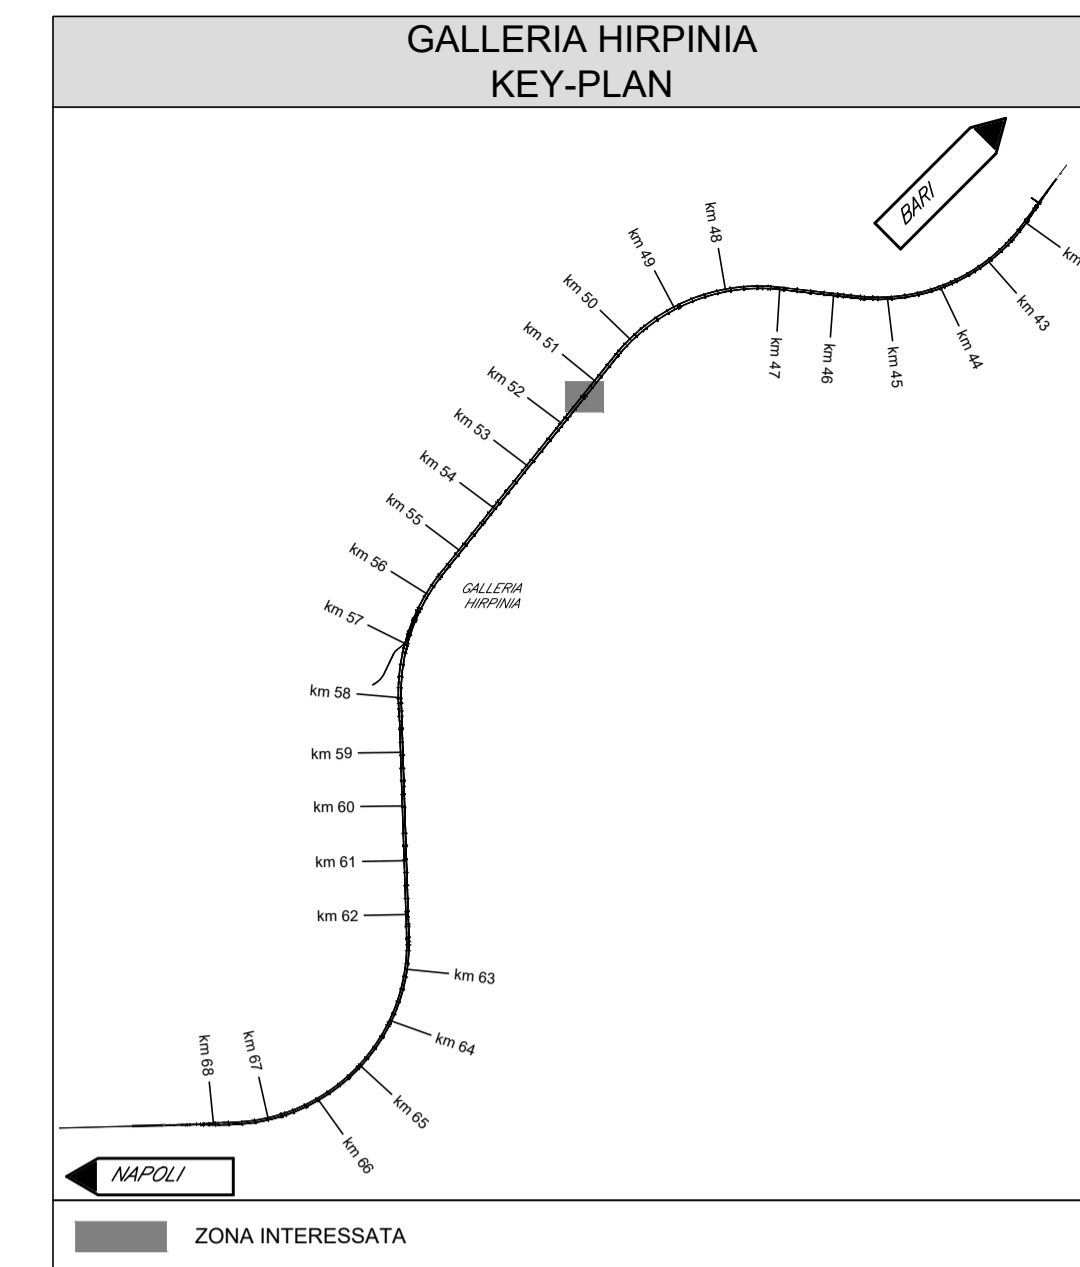 GALLERIA HIRPINIA
KEY-PLAN
BARI
km
km 43
km 44
km 45
km 46
km 47
km 48
km 49
km 50
km 51
km 52
km 53
km 54
km 55
km 56
GALLERIA
HIRPINIA
km 57
km 58
km 59
km 60
km 61
km 62
km 63
km 64
km 65
km 66
km 67
km 68
NAPOLI
ZONA INTERESSATA